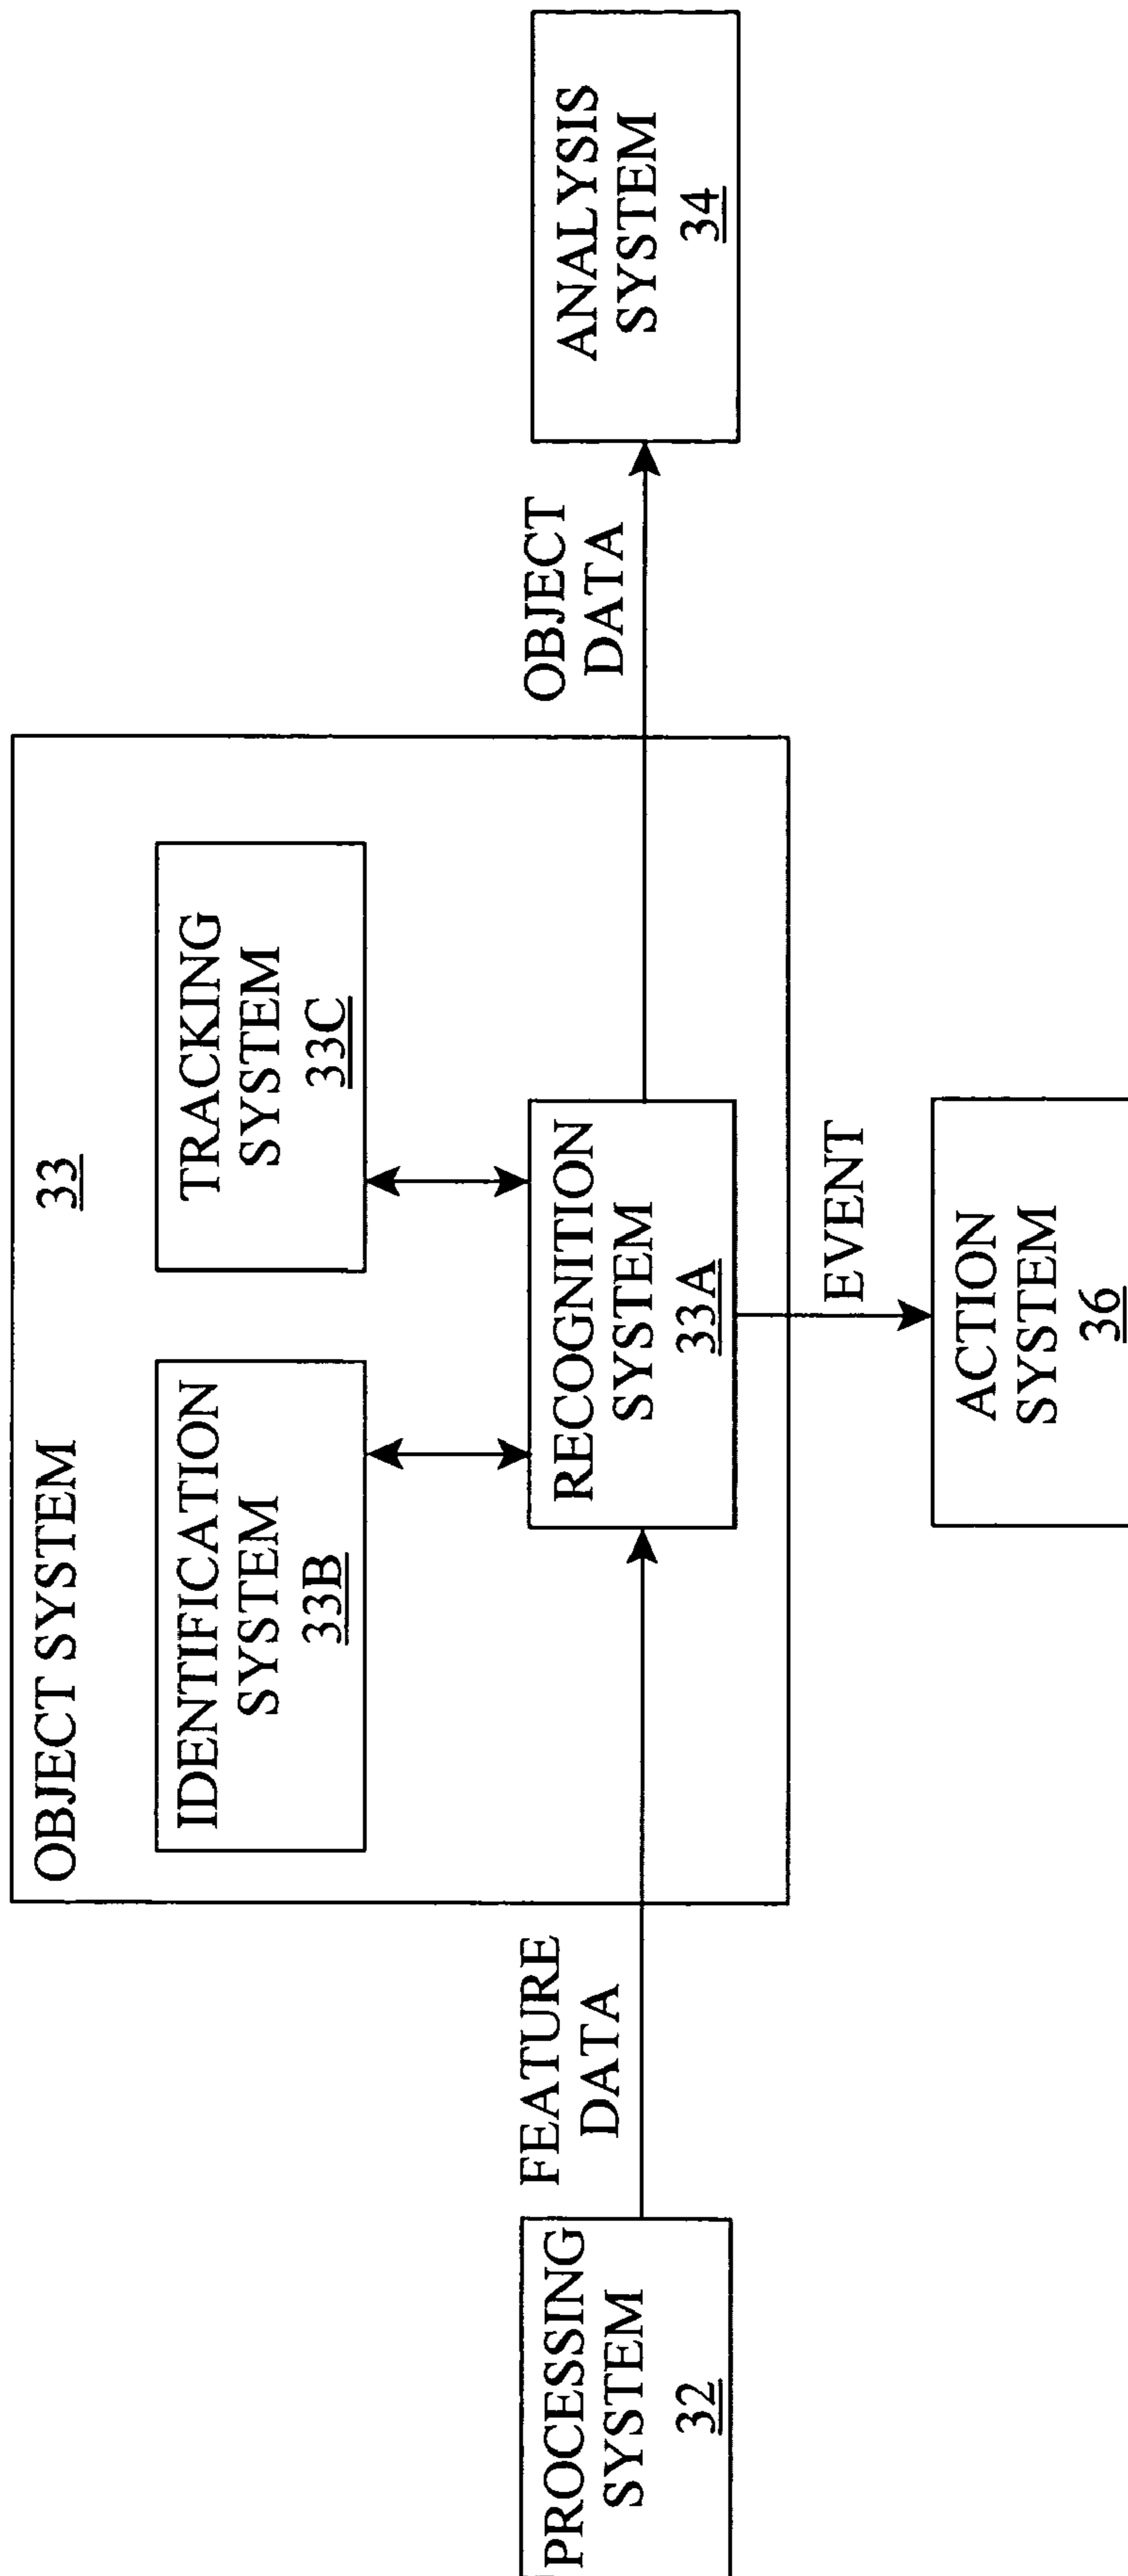 OBJECT SYSTEM
33
IDENTIFICATION
SYSTEM
33B
TRACKING
SYSTEM
33C
PROCESSING
SYSTEM
32
FEATURE
DATA
RECOGNITION
SYSTEM
33A
OBJECT
DATA
ANALYSIS
SYSTEM
34
EVENT
ACTION
SYSTEM
36